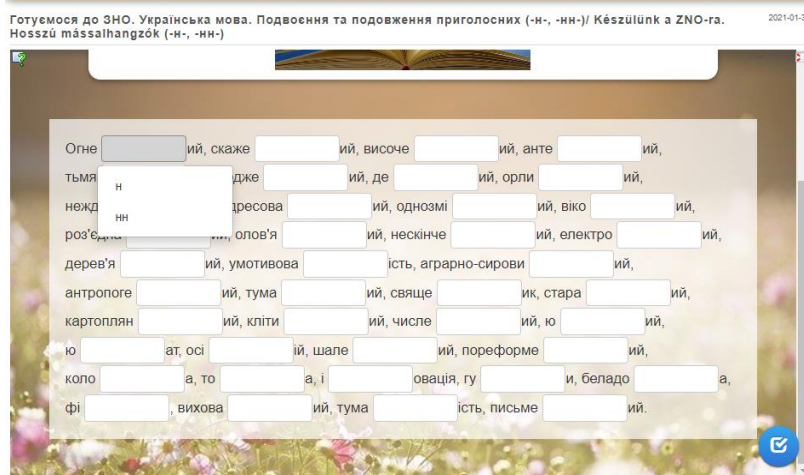 Готуємося до ЗНО. Українська мова. Подвоєння та подовження приголосних (-н-, -нн-)/ Készülünk a ZNO-ra. 2021-01-3
Hosszú mássalhangzók (-н-, -нн-)
Огне ий, скаже ий, височе ий, анте ий,
тьмя дже ий, де ий, орли ий,
н
нежд дресова ий, однозмі ий, віко ий,
нн
роз'єдна ий, олов'я ий, нескінче ий, електро ий,
дерев'я ий, умотивова ість, аграрно-сирови ий,
антропоге ий, тума ий, свяще ик, стара ий,
картоплян ий, кліти ий, числе ий, ю ий,
ю ат, осі ій, шале ий, пореформе ий,
коло а, то а, і овація, гу и, беладо а,
фі , вихова ий, тума ість, письме ий.